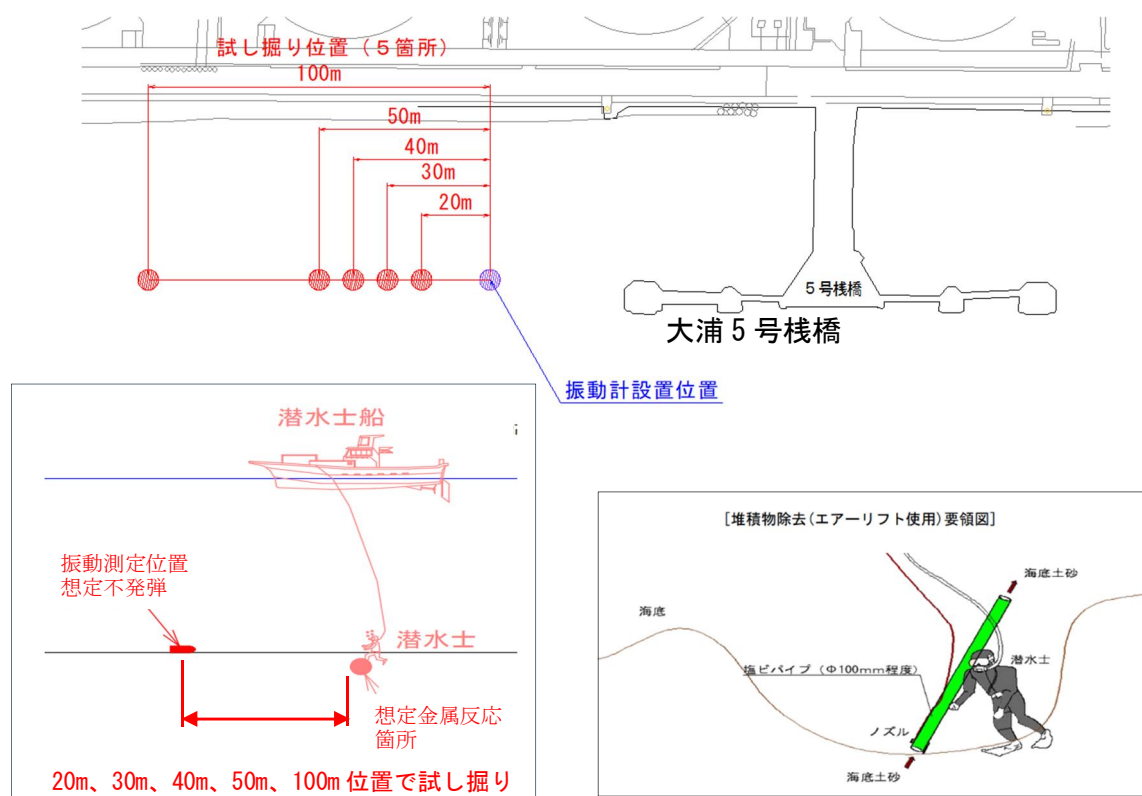 試し掘り位置（５箇所）
100m
50m
40m
30m
20m
５号桟橋
大浦５号桟橋
振動計設置位置
潜水士船
振動測定位置
想定不発弾
潜水士
想定金属反応
箇所
20m、30m、40m、50m、100m 位置で試し掘り
[堆積物除去(エアーリフト使用)要領図]
海底土砂
海底
潜水士
塩ビパイプ（Φ100mm程度）
ノズル
海底土砂